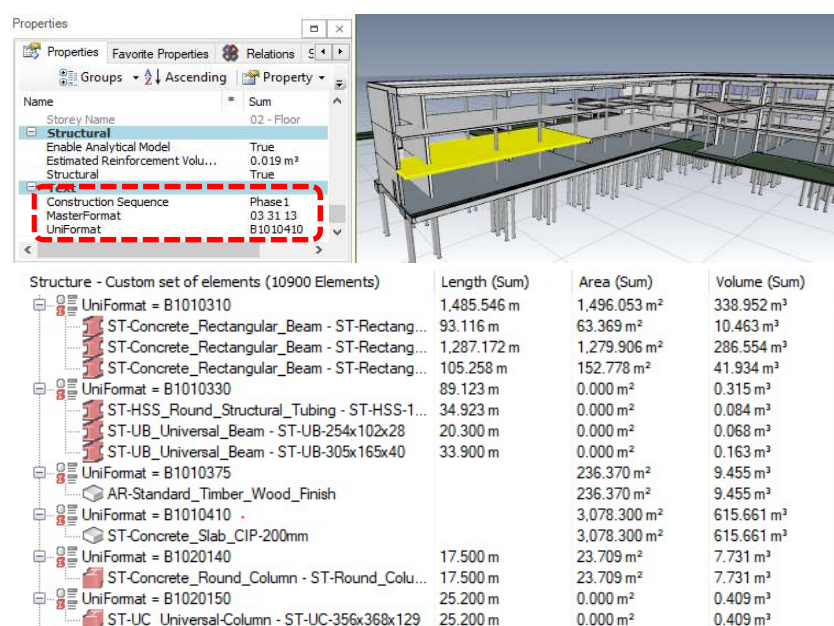 Properties
Properties Favorite Properties Relations S
Groups Ascending Property
Name * Sum
Storey Name 02 - Floor
Structural
Enable Analytical Model True
Estimated Reinforcement Volu... 0.019 m³
Structural True
Text
Construction Sequence Phase1
MasterFormat 03 31 13
UniFormat B1010410
Structure - Custom set of elements (10900 Elements) Length (Sum) Area (Sum) Volume (Sum)
UniFormat = B1010310 1,485.546 m 1,496.053 m² 338.952 m³
ST-Concrete_Rectangular_Beam - ST-Rectang... 93.116 m 63.369 m² 10.463 m³
ST-Concrete_Rectangular_Beam - ST-Rectang... 1,287.172 m 1,279.906 m² 286.554 m³
ST-Concrete_Rectangular_Beam - ST-Rectang... 105.258 m 152.778 m² 41.934 m³
UniFormat = B1010330 89.123 m 0.000 m² 0.315 m³
ST-HSS_Round_Structural_Tubing - ST-HSS-1... 34.923 m 0.000 m² 0.084 m³
ST-UB_Universal_Beam - ST-UB-254x102x28 20.300 m 0.000 m² 0.068 m³
ST-UB_Universal_Beam - ST-UB-305x165x40 33.900 m 0.000 m² 0.163 m³
UniFormat = B1010375 236.370 m² 9.455 m³
AR-Standard_Timber_Wood_Finish 236.370 m² 9.455 m³
UniFormat = B1010410 3,078.300 m² 615.661 m³
ST-Concrete_Slab_CIP-200mm 3,078.300 m² 615.661 m³
UniFormat = B1020140 17.500 m 23.709 m² 7.731 m³
ST-Concrete_Round_Column - ST-Round_Colu... 17.500 m 23.709 m² 7.731 m³
UniFormat = B1020150 25.200 m 0.000 m² 0.409 m³
ST-UC_Universal-Column - ST-UC-356x368x129 25.200 m 0.000 m² 0.409 m³